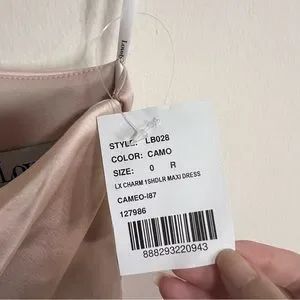 STYLE: LB028
COLOR: CAMO
SIZE: 0 R
LX CHARM 1SHDLR MAXI DRESS
CAMEO-I87
127986
888293220943